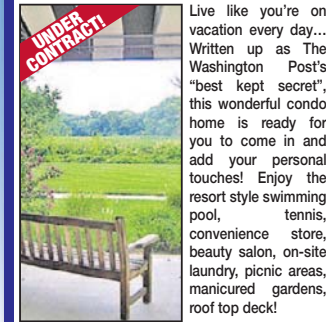 UNDER
CONTRACT!
Live like you're on
vacation every day…
Written up as The
Washington Post's
"best kept secret",
this wonderful condo
home is ready for
you to come in and
add your personal
touches! Enjoy the
resort style swimming
pool, tennis,
convenience store,
beauty salon, on-site
laundry, picnic areas,
manicured gardens,
roof top deck!